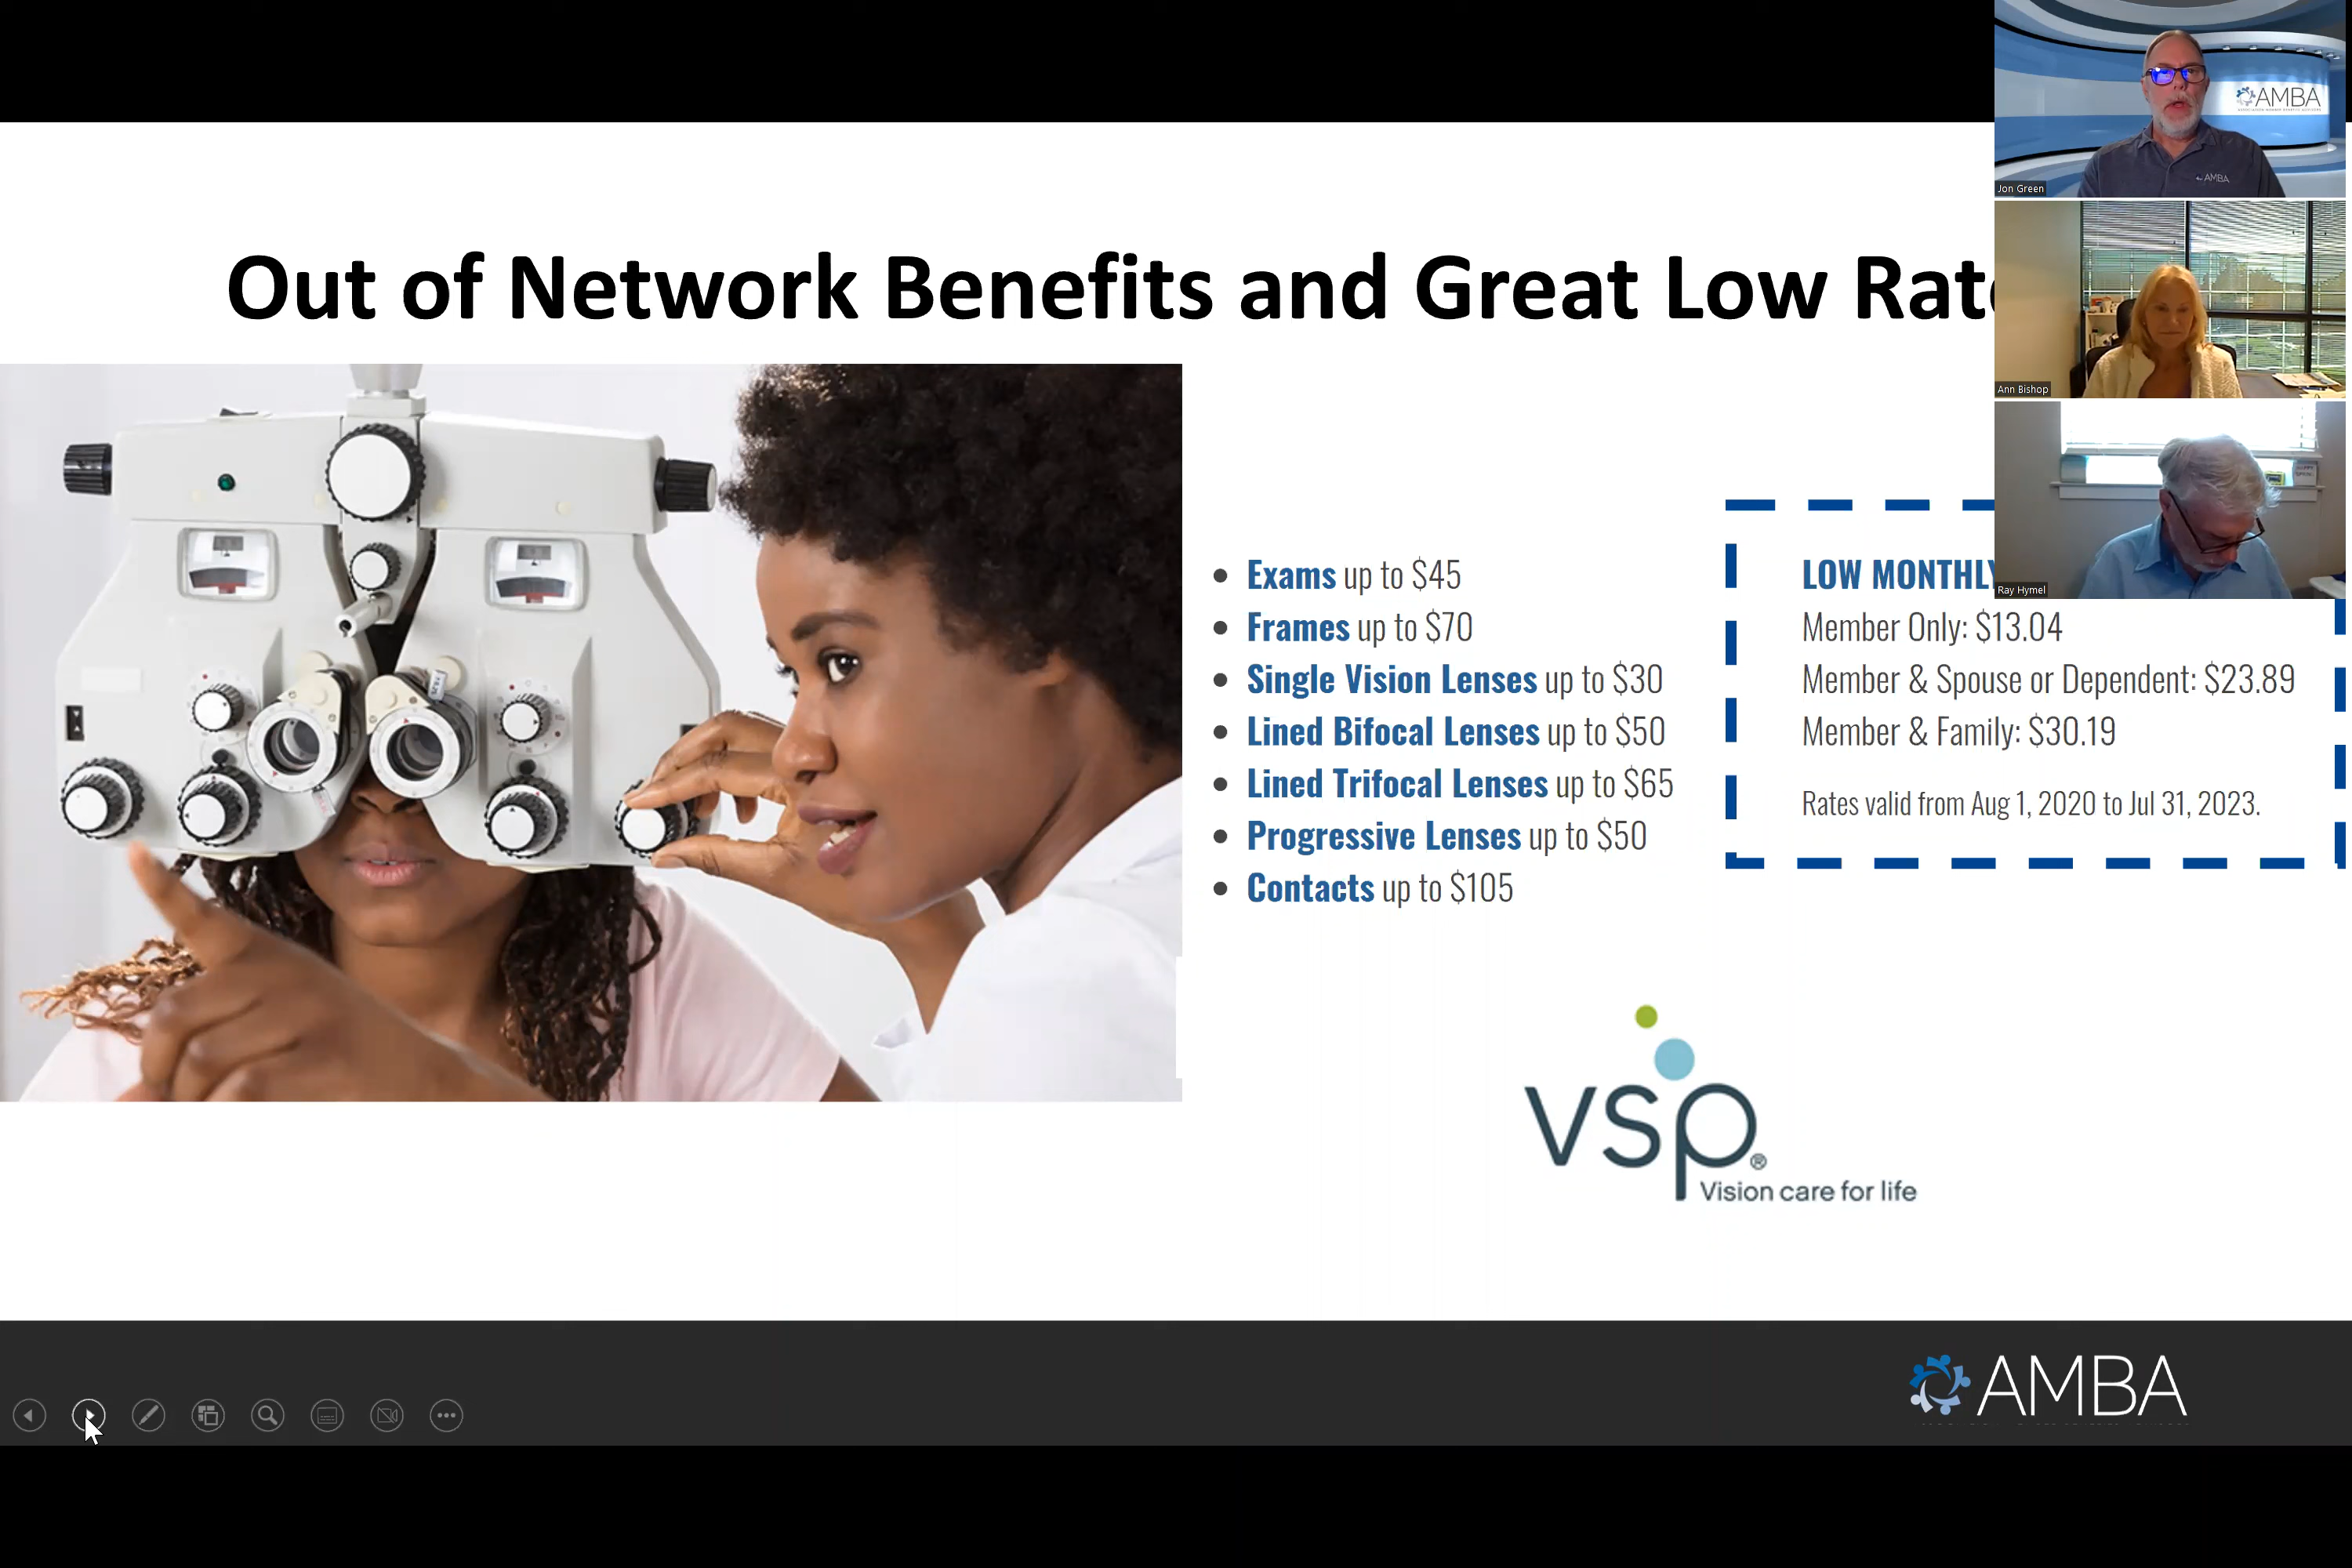 Out of Network Benefits and Great Low
AMBA
AMBA
Jon Green
Ann Bishop
Ray Hymel
• Exams up to $45
• Frames up to $70
• Single Vision Lenses up to $30
• Lined Bifocal Lenses up to $50
• Lined Trifocal Lenses up to $65
• Progressive Lenses up to $50
• Contacts up to $105
LOW MONTHLY
Member Only: $13.04
Member & Spouse or Dependent: $23.89
Member & Family: $30.19
Rates valid from Aug 1, 2020 to Jul 31, 2023.
vsp®
Vision care for life
AMBA